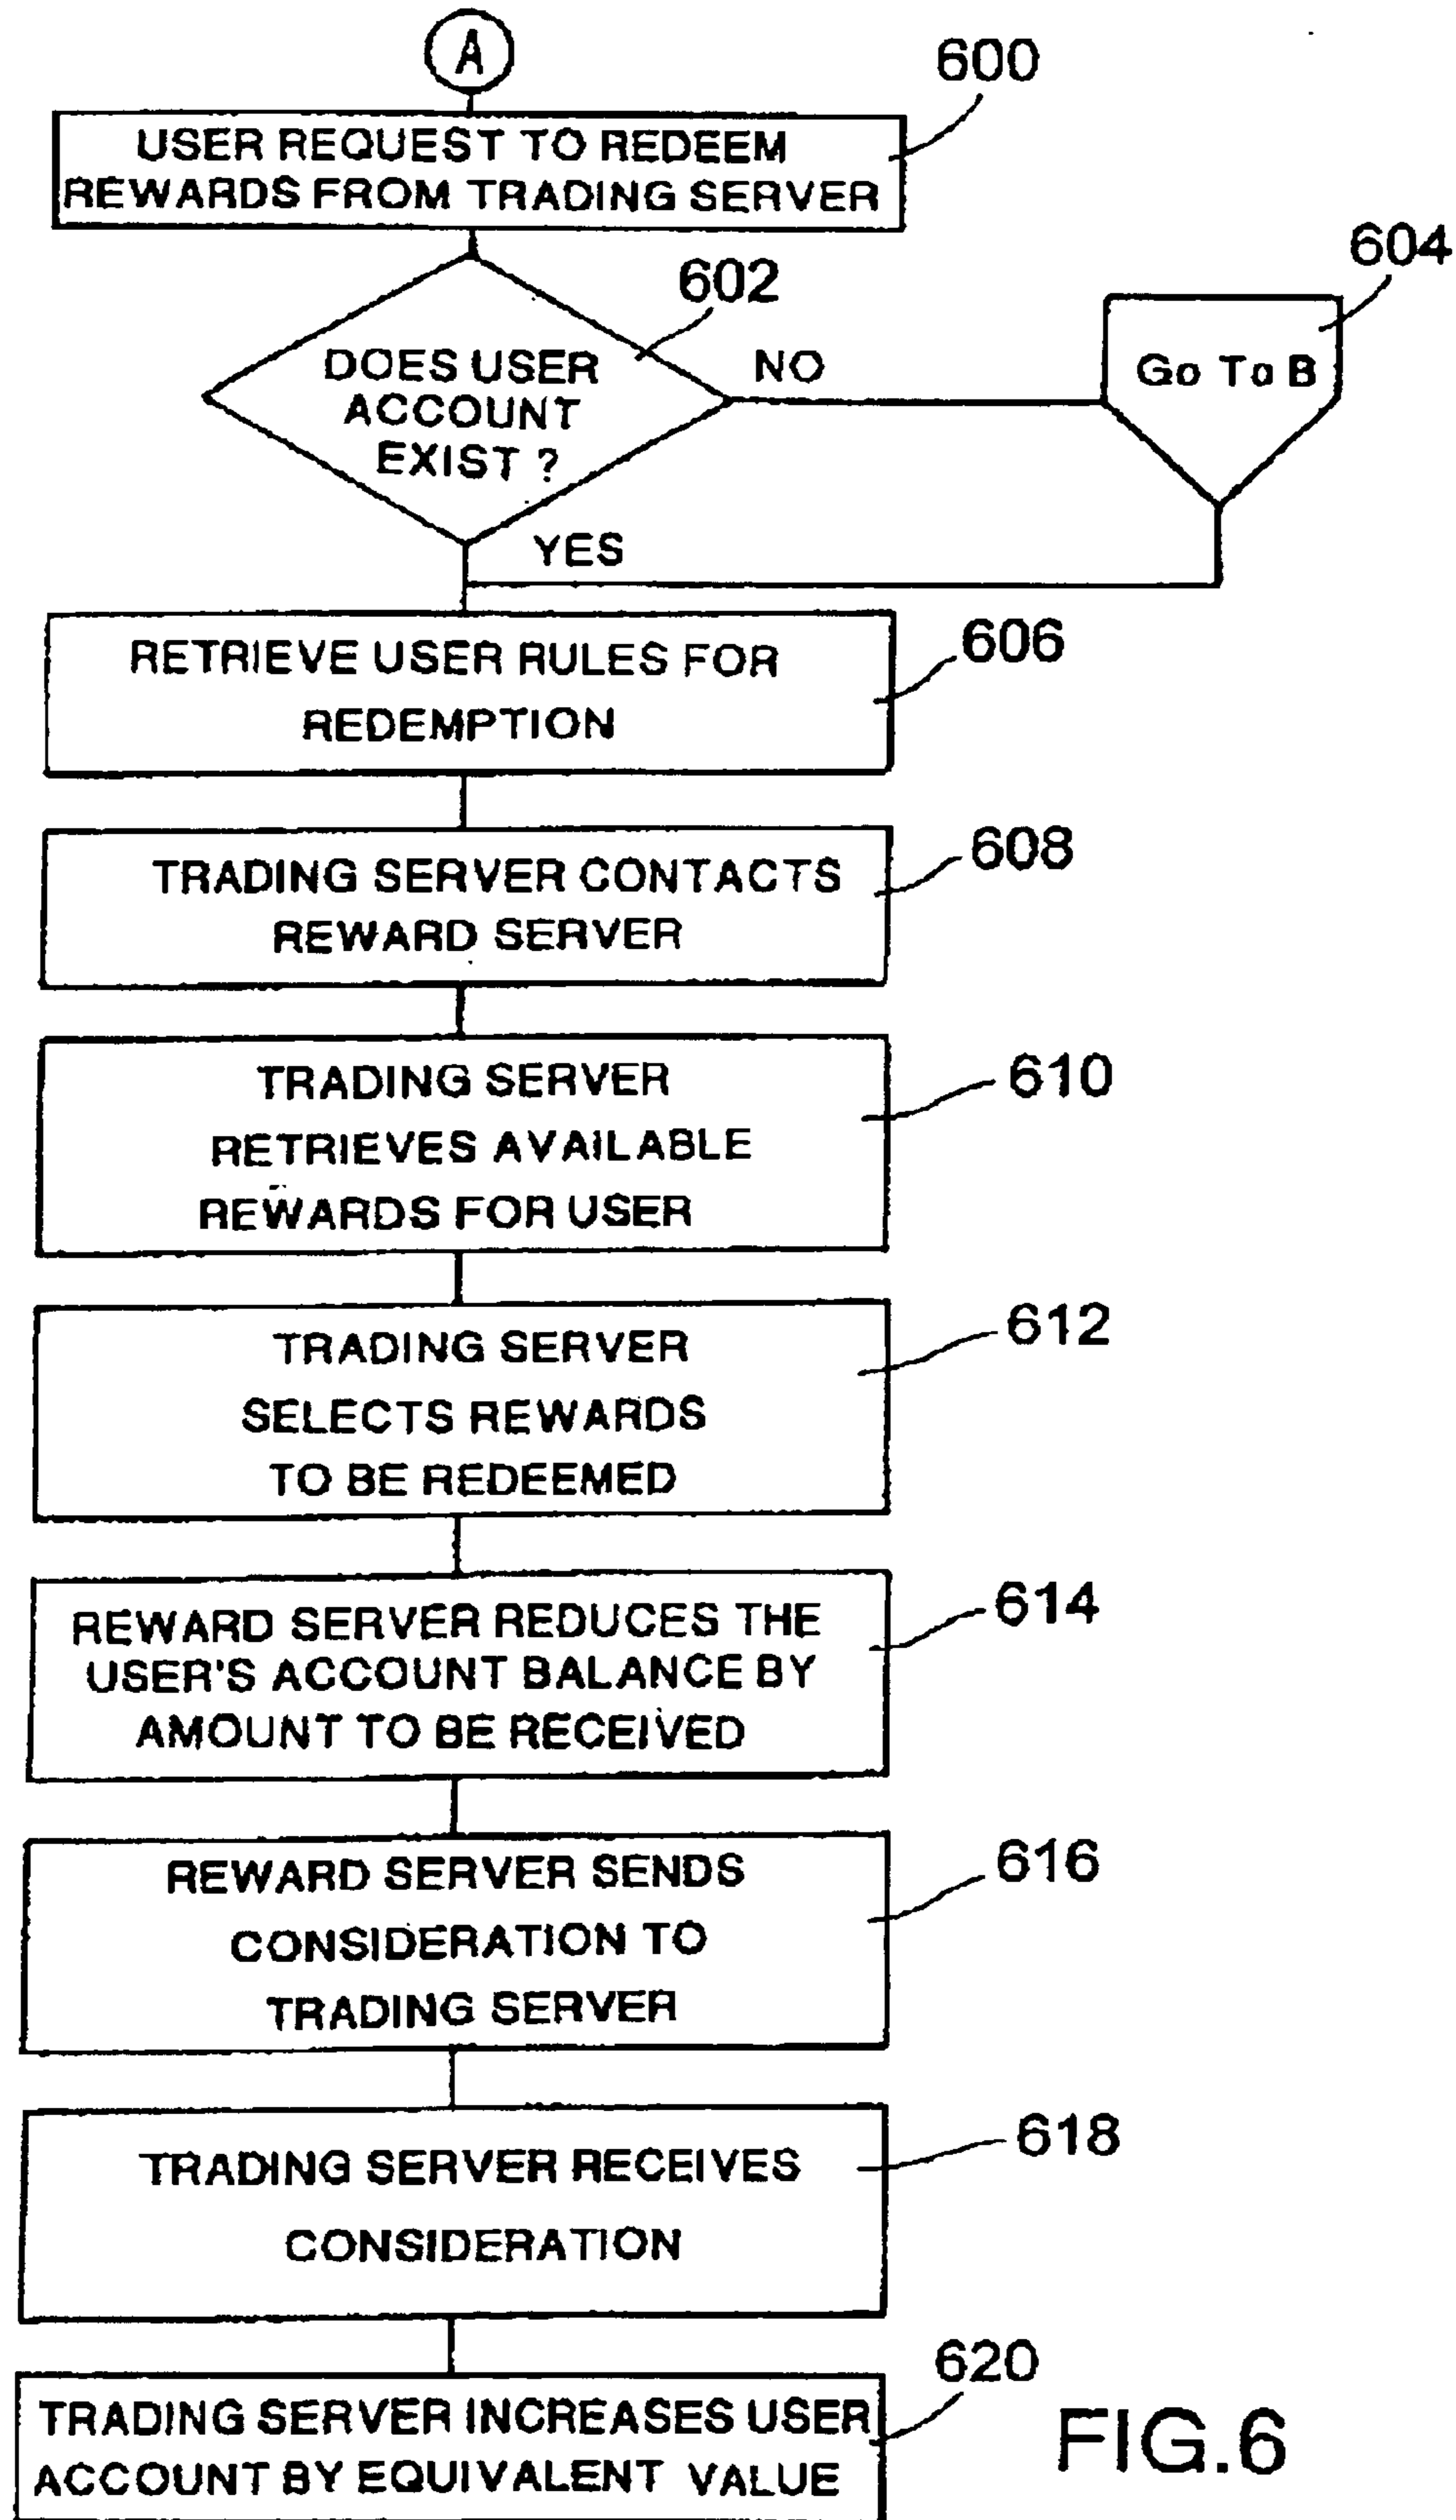 A
600
USER REQUEST TO REDEEM
REWARDS FROM TRADING SERVER
602
604
DOES USER
ACCOUNT
EXIST ?
NO
Go To B
YES
RETRIEVE USER RULES FOR
REDEMPTION
606
TRADING SERVER CONTACTS
REWARD SERVER
608
TRADING SERVER
RETRIEVES AVAILABLE
REWARDS FOR USER
610
TRADING SERVER
SELECTS REWARDS
TO BE REDEEMED
612
REWARD SERVER REDUCES THE
USER'S ACCOUNT BALANCE BY
AMOUNT TO BE RECEIVED
614
REWARD SERVER SENDS
CONSIDERATION TO
TRADING SERVER
616
TRADING SERVER RECEIVES
CONSIDERATION
618
TRADING SERVER INCREASES USER
ACCOUNT BY EQUIVALENT VALUE
620
FIG.6